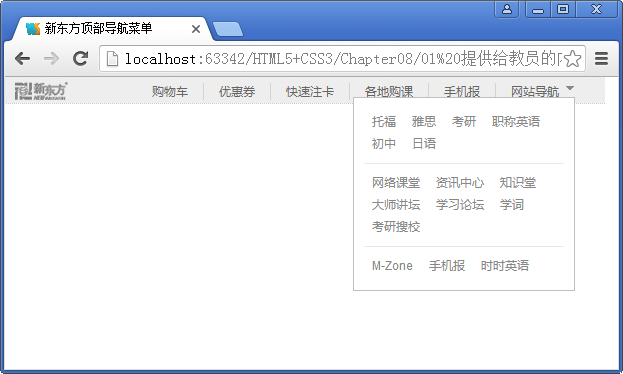 新东方顶部导航菜单
localhost:63342/HTML5+CSS3/Chapter08/01%20提供给教员的
新东方 购物车 优惠券 快速注卡 各地购课 手机报 网站导航
托福 雅思 考研 职称英语
初中 日语
网络课堂 资讯中心 知识堂
大师讲坛 学习论坛 学词
考研搜校
M-Zone 手机报 时时英语